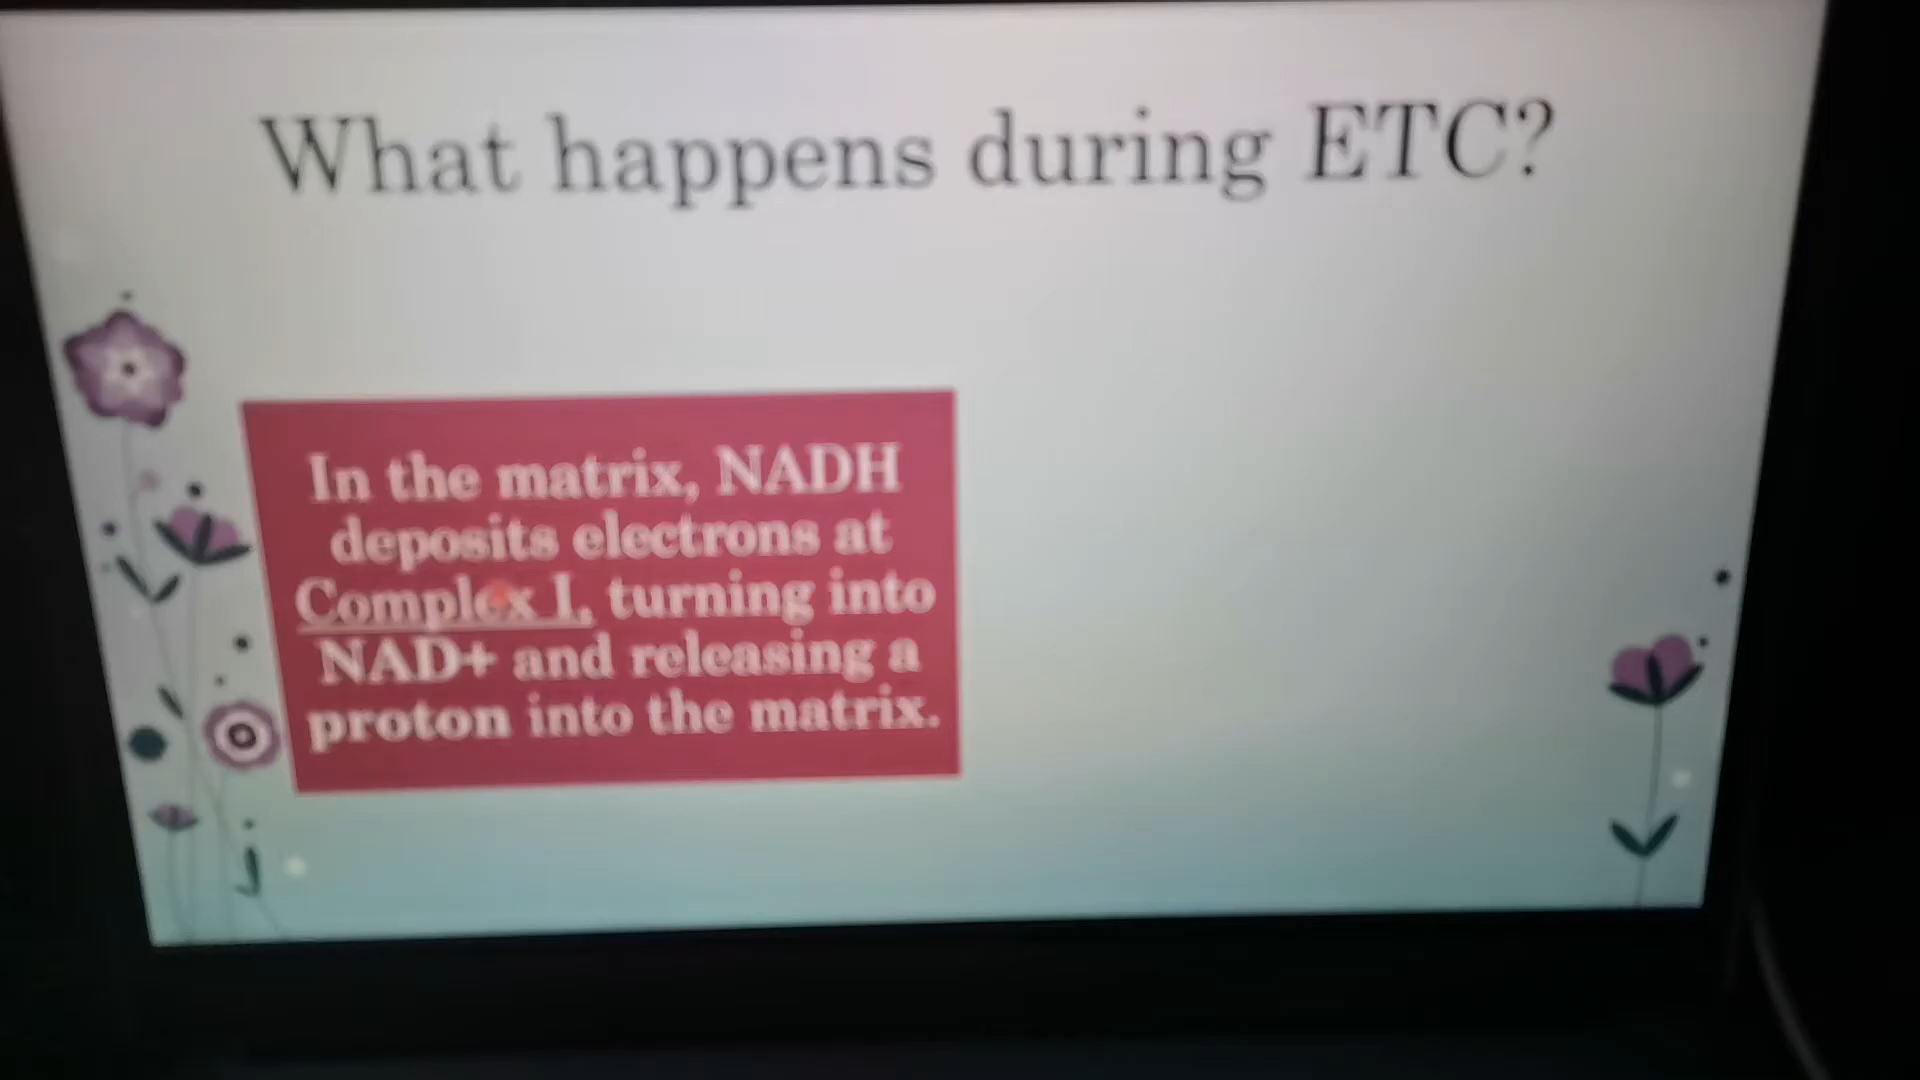 What happens during ETC?
In the matrix, NADH
deposits electrons at
Complex I, turning into
NAD+ and releasing a
proton into the matrix.